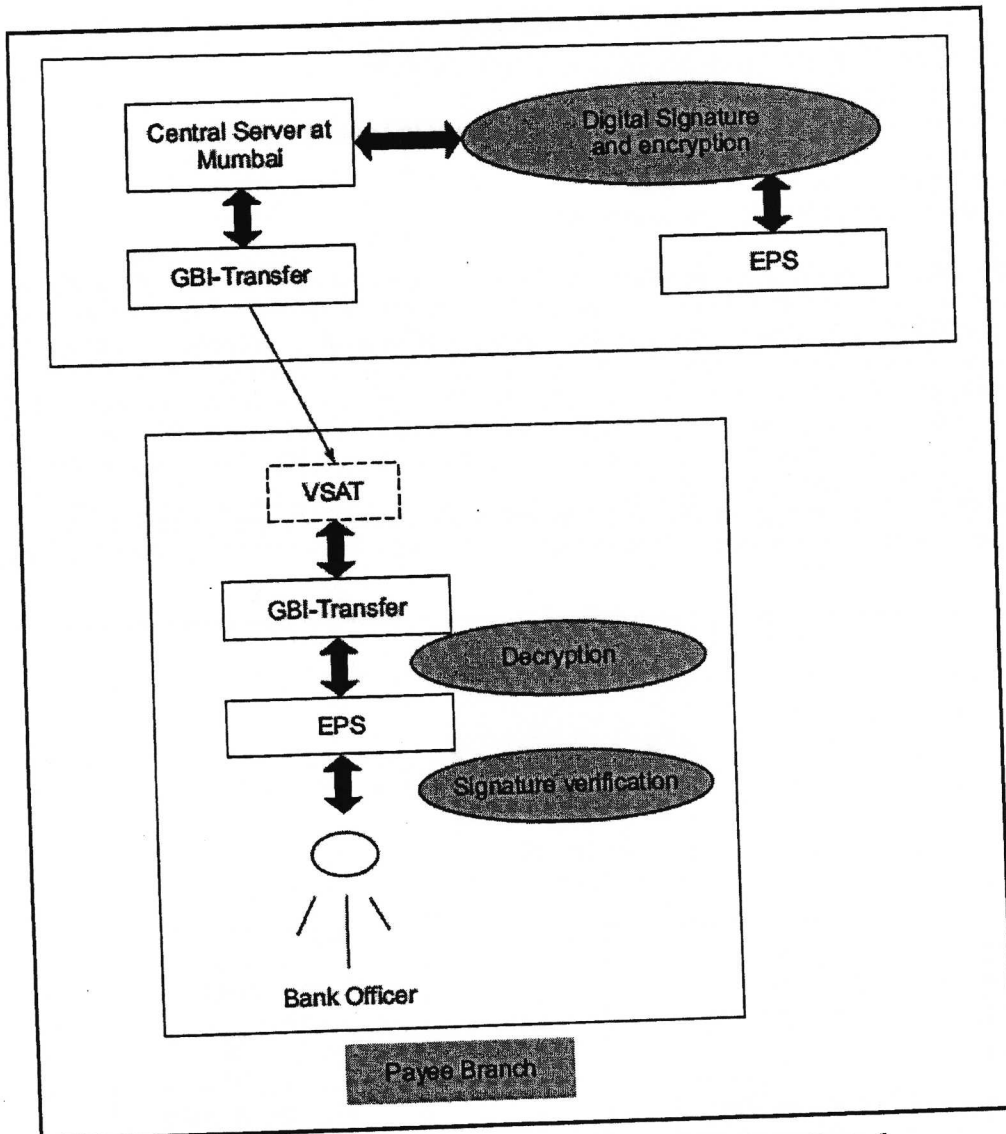 Central Server at
Mumbai
Digital Signature
and encryption
GBI-Transfer
EPS
VSAT
GBI-Transfer
Decryption
EPS
Signature verification
Bank Officer
Payee Branch